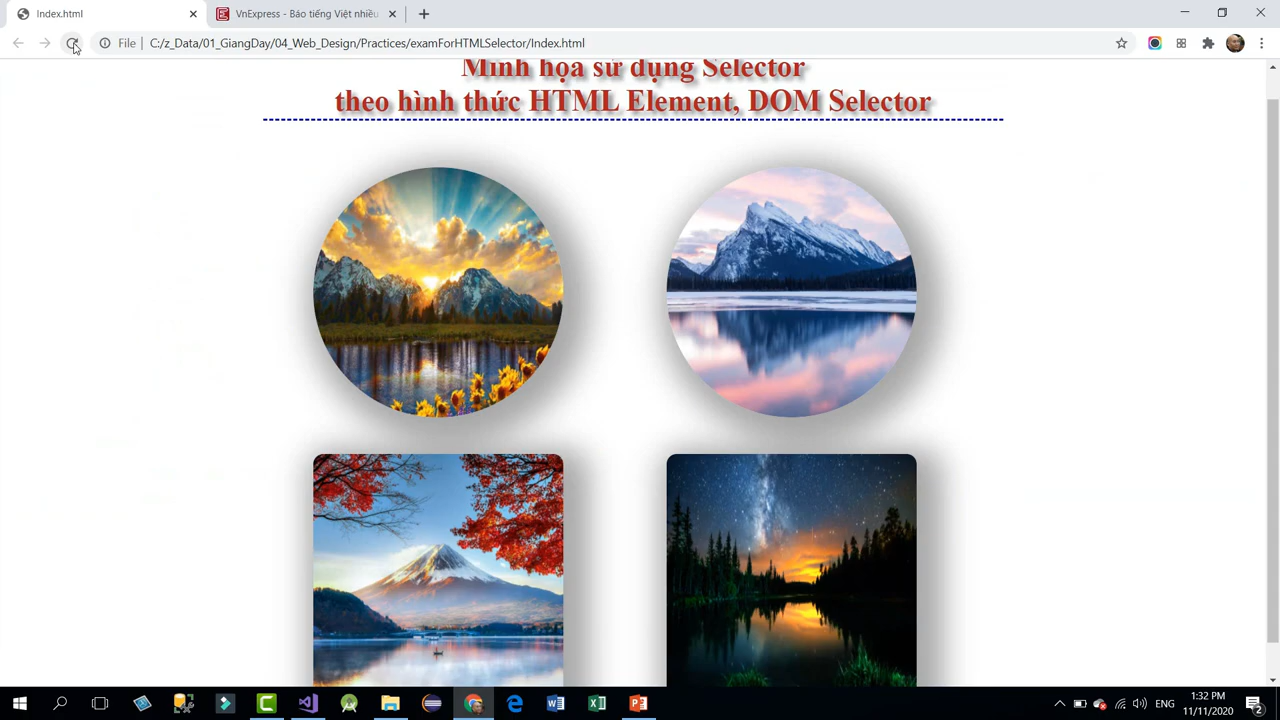 Index.html
VnExpress - Báo tiếng Việt nhiều
File
C:/z_Data/01_GiangDay/04_Web_Design/Practices/examForHTMLSelector/Index.html
Minh họa sử dụng Selector
theo hình thức HTML Element, DOM Selector
ENG
1:32 PM
11/11/2020
2